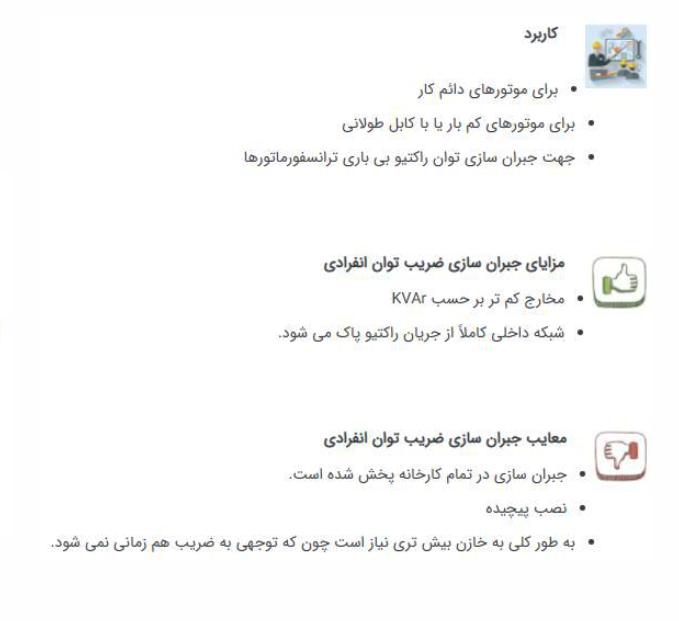 کاربرد
برای موتورهای دائم کار
برای موتورهای کم بار یا با کابل طولانی
جهت جبران سازی توان راکتیو بی باری ترانسفورماتورها
مزایای جبران سازی ضریب توان انفرادی
مخارج کم تر بر حسب KVAr
شبکه داخلی کاملاً از جریان راکتیو پاک می شود.
معایب جبران سازی ضریب توان انفرادی
جبران سازی در تمام کارخانه پخش شده است.
نصب پیچیده
به طور کلی به خازن بیش تری نیاز است چون که توجهی به ضریب هم زمانی نمی شود.